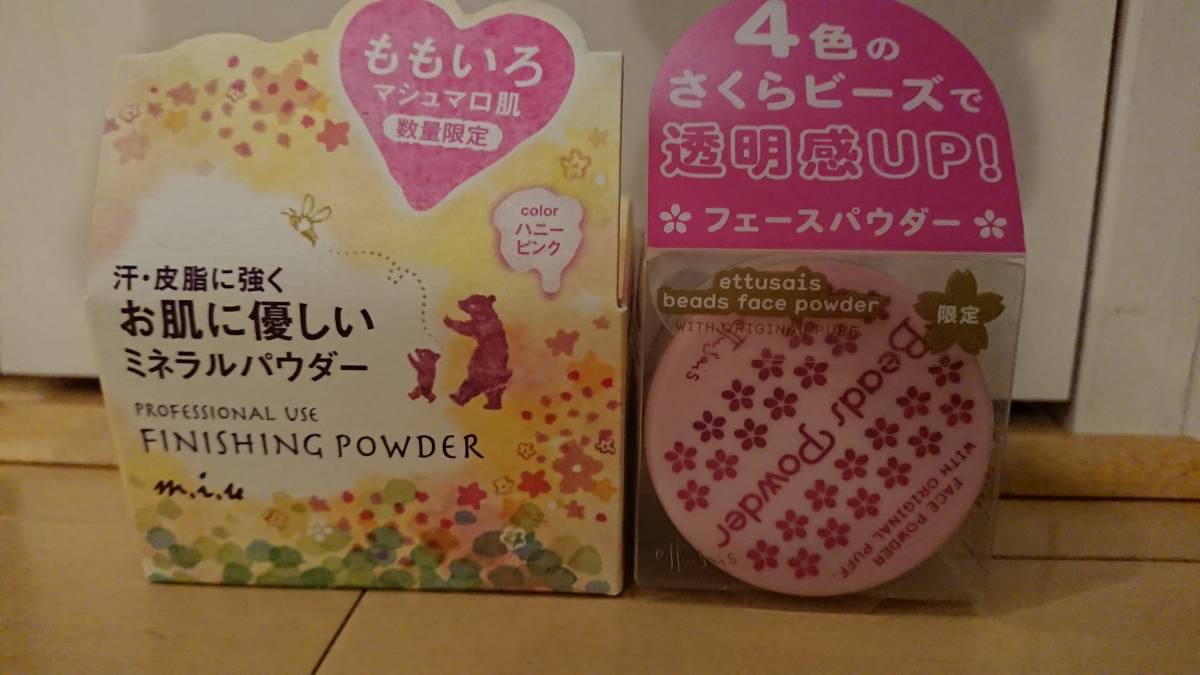 ももいろ
マシュマロ肌
数量限定
color
ハニー
ピンク
汗・皮脂に強く
お肌に優しい
ミネラルパウダー
PROFESSIONAL USE
FINISHING POWDER
m.i.u
4色の
さくらビーズで
透明感UP!
フェースパウダー
ettusais
beads face powder
WITH ORIGINAL PUFF
限定
Beads Powder
FACE POWDER
WITH ORIGINAL PUFF.